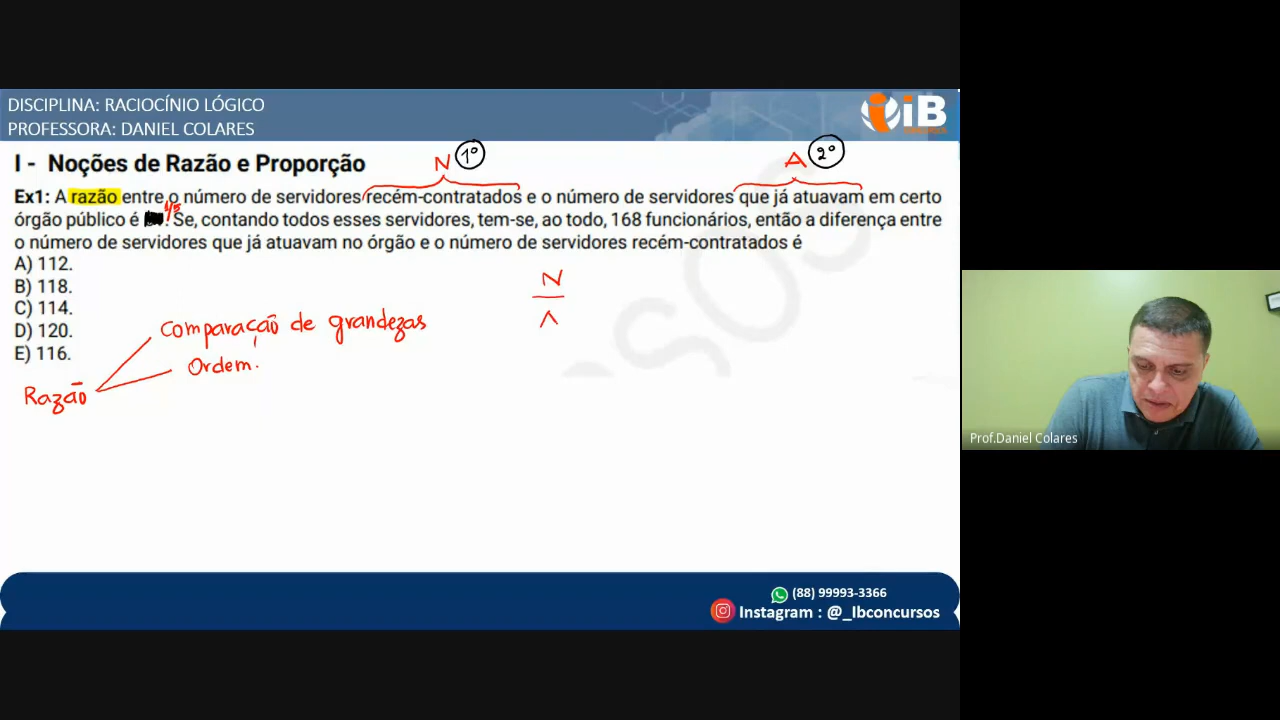 DISCIPLINA: RACIOCÍNIO LÓGICO
PROFESSORA: DANIEL COLARES
iB
I - Noções de Razão e Proporção
N 1º
A 2º
Ex1: A razão entre o número de servidores recém-contratados e o número de servidores que já atuavam em certo
órgão público é 1/5. Se, contando todos esses servidores, tem-se, ao todo, 168 funcionários, então a diferença entre
o número de servidores que já atuavam no órgão e o número de servidores recém-contratados é
A) 112.
B) 118.
C) 114.
D) 120.
E) 116.
N
A
Comparação de grandezas
Ordem.
Razão
Prof.Daniel Colares
(88) 99993-3366
Instagram : @_Ibconcursos